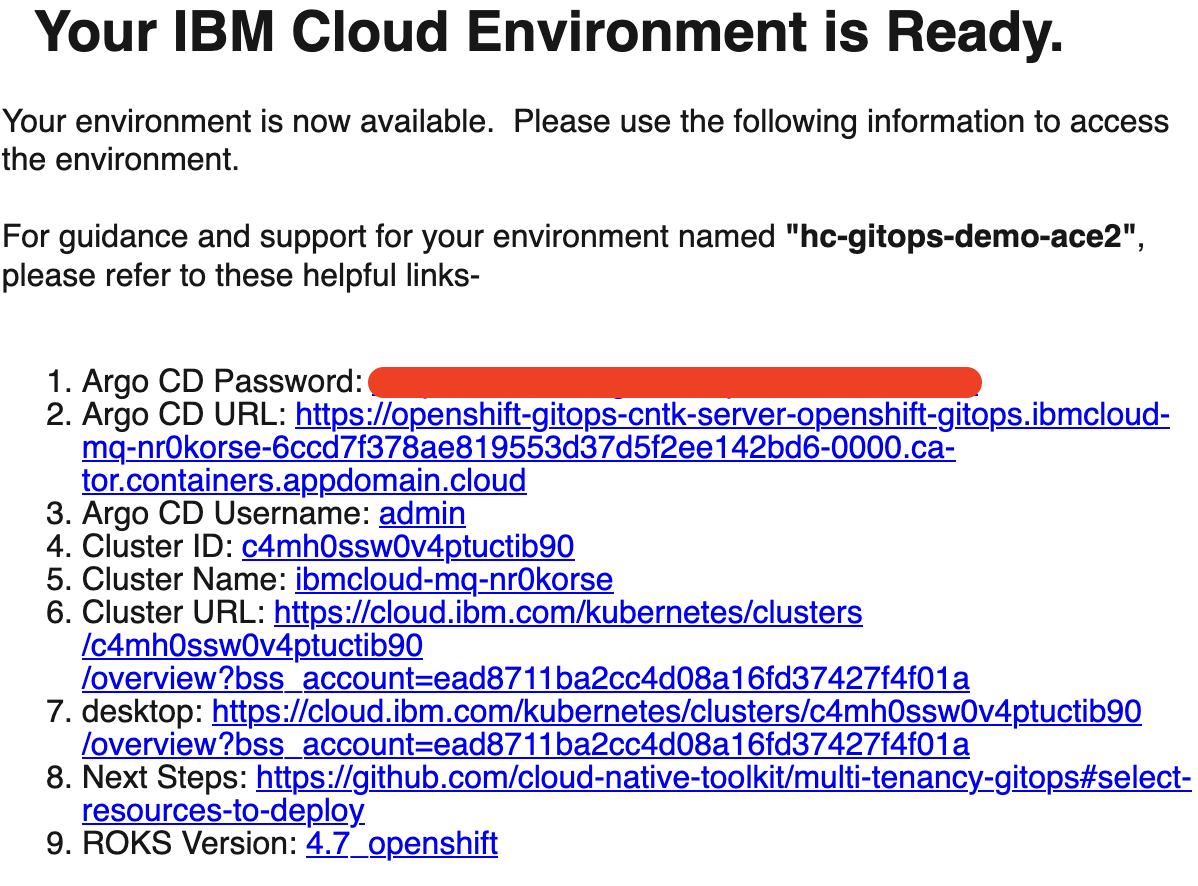 Your IBM Cloud Environment is Ready.
Your environment is now available.  Please use the following information to access
the environment.
For guidance and support for your environment named "hc-gitops-demo-ace2",
please refer to these helpful links-
1. Argo CD Password:
2. Argo CD URL: https://openshift-gitops-cntk-server-openshift-gitops.ibmcloud-
mq-nr0korse-6ccd7f378ae819553d37d5f2ee142bd6-0000.ca-
tor.containers.appdomain.cloud
3. Argo CD Username: admin
4. Cluster ID: c4mh0ssw0v4ptuctib90
5. Cluster Name: ibmcloud-mq-nr0korse
6. Cluster URL: https://cloud.ibm.com/kubernetes/clusters
/c4mh0ssw0v4ptuctib90
/overview?bss_account=ead8711ba2cc4d08a16fd37427f4f01a
7. desktop: https://cloud.ibm.com/kubernetes/clusters/c4mh0ssw0v4ptuctib90
/overview?bss_account=ead8711ba2cc4d08a16fd37427f4f01a
8. Next Steps: https://github.com/cloud-native-toolkit/multi-tenancy-gitops#select-
resources-to-deploy
9. ROKS Version: 4.7_openshift